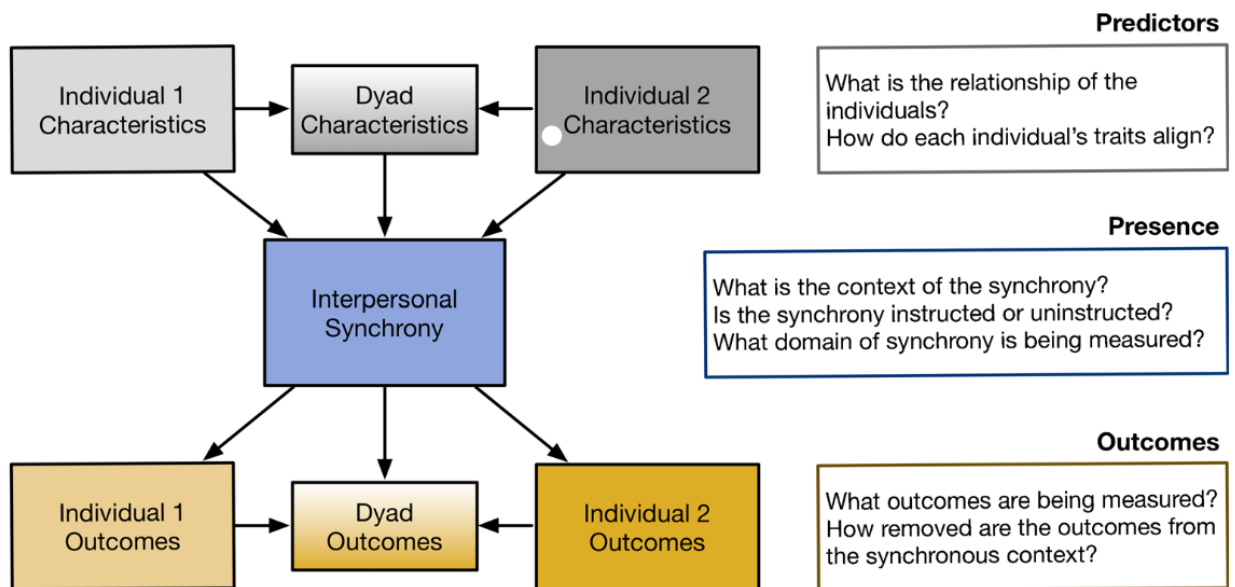 Predictors
Individual 1
Characteristics
Dyad
Characteristics
Individual 2
Characteristics
What is the relationship of the
individuals?
How do each individual's traits align?
Presence
Interpersonal
Synchrony
What is the context of the synchrony?
Is the synchrony instructed or uninstructed?
What domain of synchrony is being measured?
Outcomes
Individual 1
Outcomes
Dyad
Outcomes
Individual 2
Outcomes
What outcomes are being measured?
How removed are the outcomes from
the synchronous context?